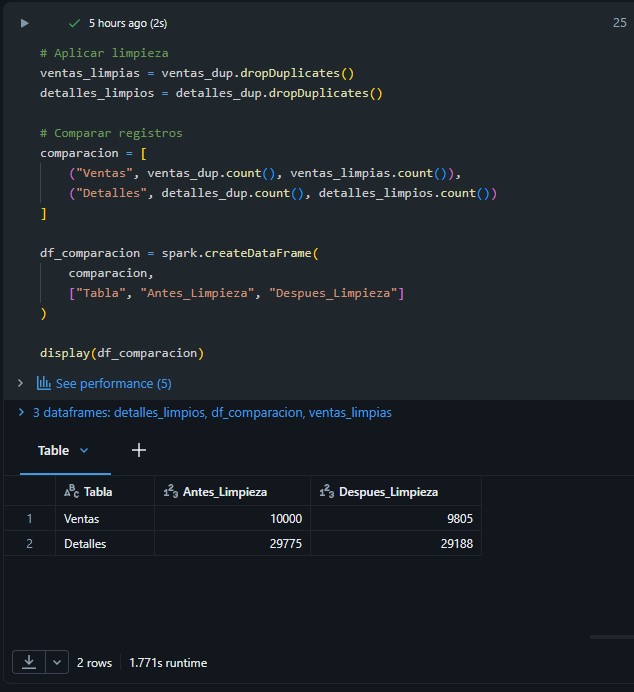 5 hours ago (2s)
25
# Aplicar limpieza
ventas_limpias = ventas_dup.dropDuplicates()
detalles_limpios = detalles_dup.dropDuplicates()
# Comparar registros
comparacion = [
("Ventas", ventas_dup.count(), ventas_limpias.count()),
("Detalles", detalles_dup.count(), detalles_limpios.count())
]
df_comparacion = spark.createDataFrame(
comparacion,
["Tabla", "Antes_Limpieza", "Despues_Limpieza"]
)
display(df_comparacion)
See performance (5)
3 dataframes: detalles_limpios, df_comparacion, ventas_limpias
Table
ABC Tabla 123 Antes_Limpieza 123 Despues_Limpieza
1 Ventas 10000 9805
2 Detalles 29775 29188
2 rows 1.771s runtime